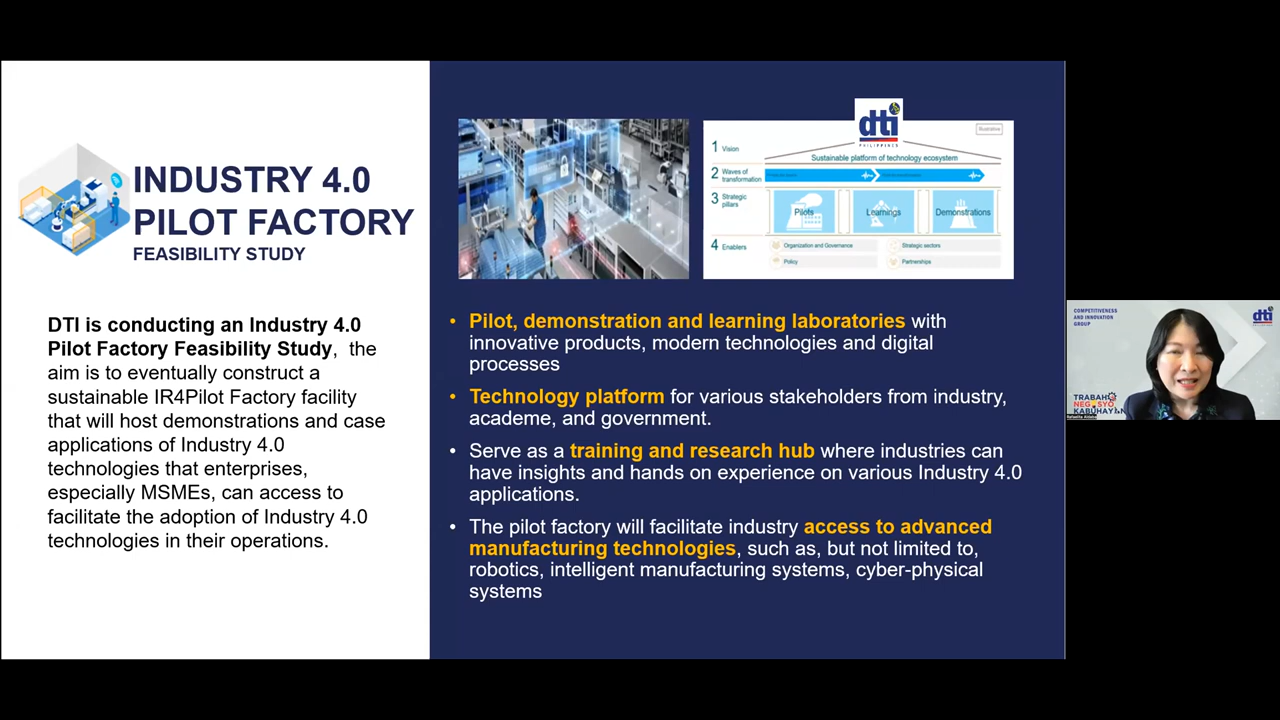 INDUSTRY 4.0
PILOT FACTORY
FEASIBILITY STUDY
DTI is conducting an Industry 4.0
Pilot Factory Feasibility Study, the
aim is to eventually construct a
sustainable IR4Pilot Factory facility
that will host demonstrations and case
applications of Industry 4.0
technologies that enterprises,
especially MSMEs, can access to
facilitate the adoption of Industry 4.0
technologies in their operations.
dti
PHILIPPINES
1 Vision
Sustainable platform of technology ecosystem
2 Waves of
transformation
3 Strategic
pillars
Pilots
Learnings
Demonstrations
4 Enablers
Organization and Governance
Strategic sectors
Policy
Partnerships
• Pilot, demonstration and learning laboratories with
innovative products, modern technologies and digital
processes
• Technology platform for various stakeholders from industry,
academe, and government.
• Serve as a training and research hub where industries can
have insights and hands on experience on various Industry 4.0
applications.
• The pilot factory will facilitate industry access to advanced
manufacturing technologies, such as, but not limited to,
robotics, intelligent manufacturing systems, cyber-physical
systems
COMPETITIVENESS
AND INNOVATION
GROUP
dti
TRABAHO
NEGOSYO
KABUHAYAN